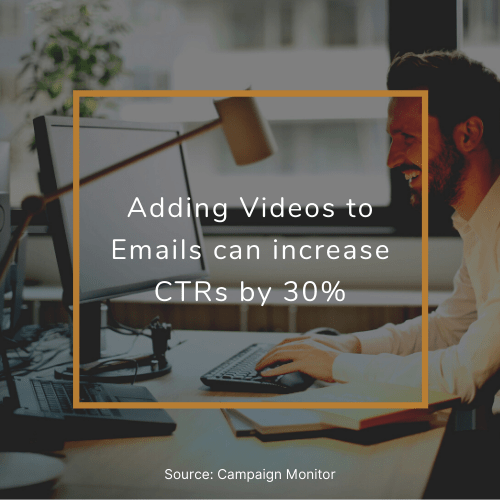 Adding Videos to
Emails can increase
CTRs by 30%
Source: Campaign Monitor